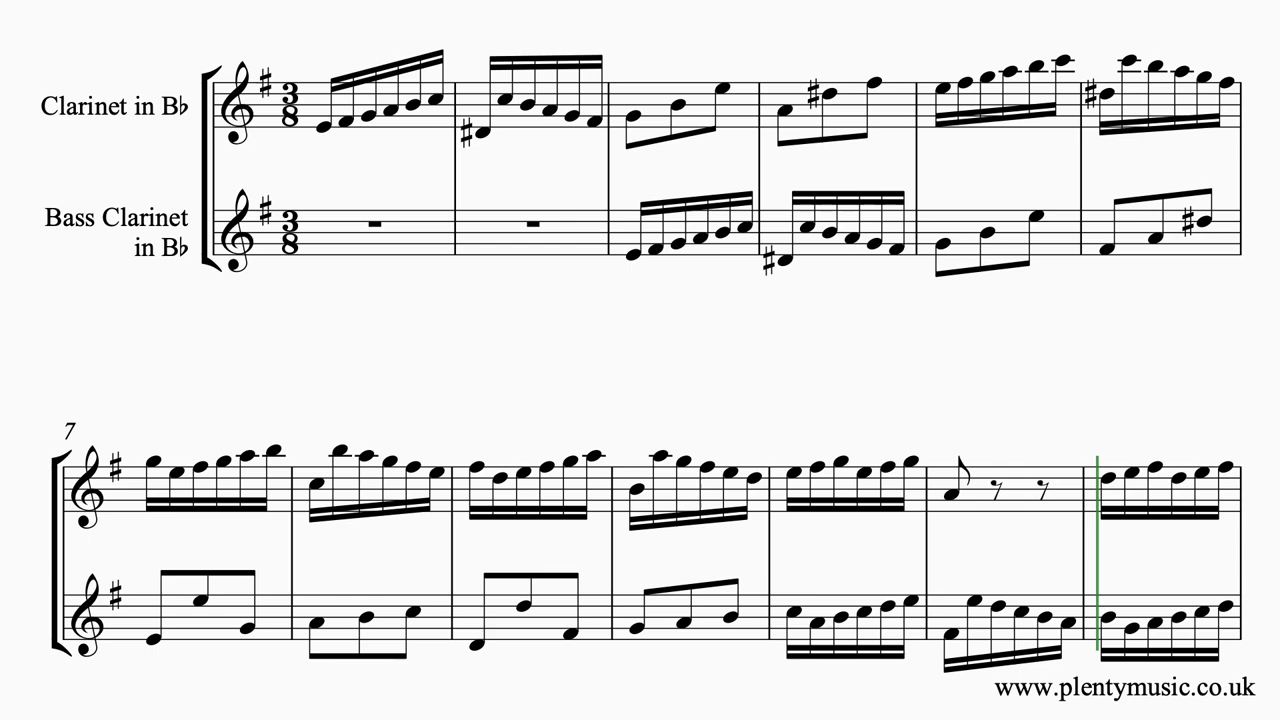 Clarinet in B♭
3
8
Bass Clarinet
in B♭
3
8
7
www.plentymusic.co.uk